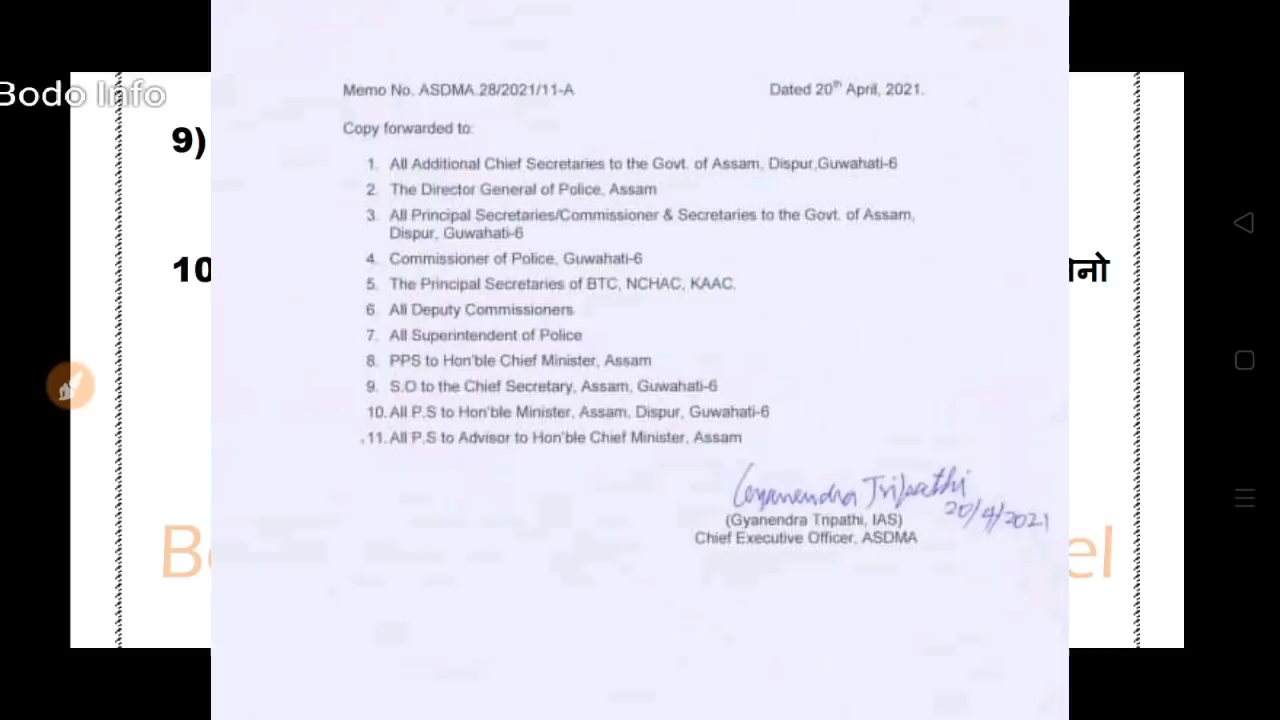 Bodo Info
Memo No. ASDMA.28/2021/11-A Dated 20th April, 2021.
Copy forwarded to:
9)
1. All Additional Chief Secretaries to the Govt. of Assam, Dispur,Guwahati-6
2. The Director General of Police, Assam
3. All Principal Secretaries/Commissioner & Secretaries to the Govt. of Assam,
Dispur, Guwahati-6
4. Commissioner of Police, Guwahati-6
10
5. The Principal Secretaries of BTC, NCHAC, KAAC.
6. All Deputy Commissioners
7. All Superintendent of Police
8. PPS to Hon'ble Chief Minister, Assam
9. S.O to the Chief Secretary, Assam, Guwahati-6
10. All P.S to Hon'ble Minister, Assam, Dispur, Guwahati-6
11. All P.S to Advisor to Hon'ble Chief Minister, Assam
Gyanendra Tripathi
20/4/2021
(Gyanendra Tripathi, IAS)
Chief Executive Officer, ASDMA